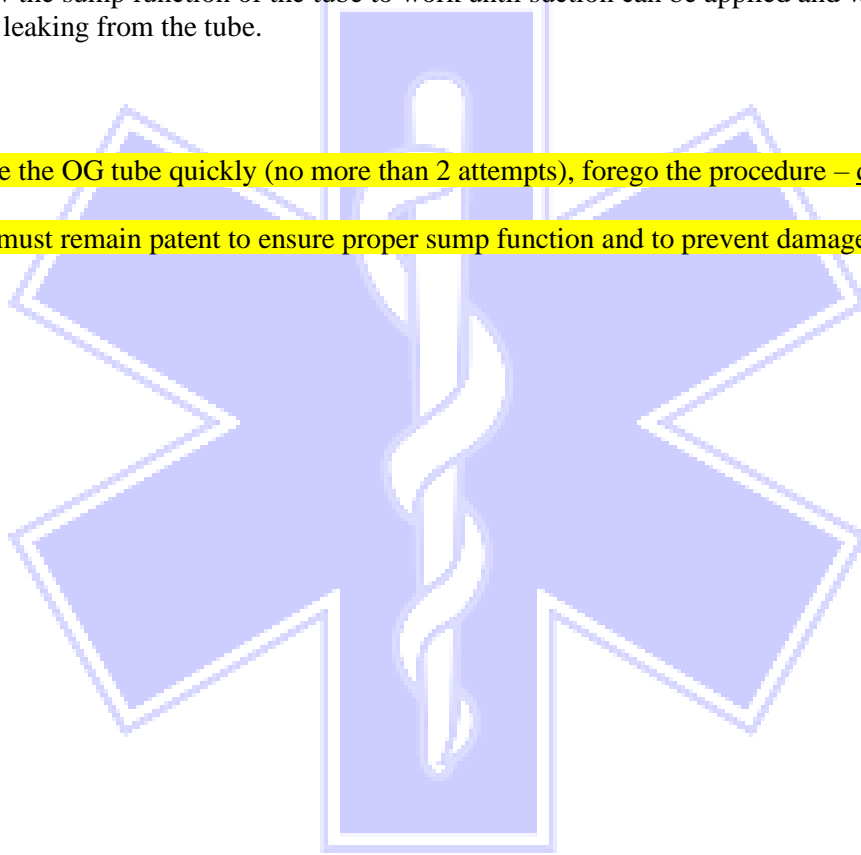 the sump function of the tube to work until suction can be applied and
leaking from the tube.
the OG tube quickly (no more than 2 attempts), forego the procedure –
must remain patent to ensure proper sump function and to prevent damage